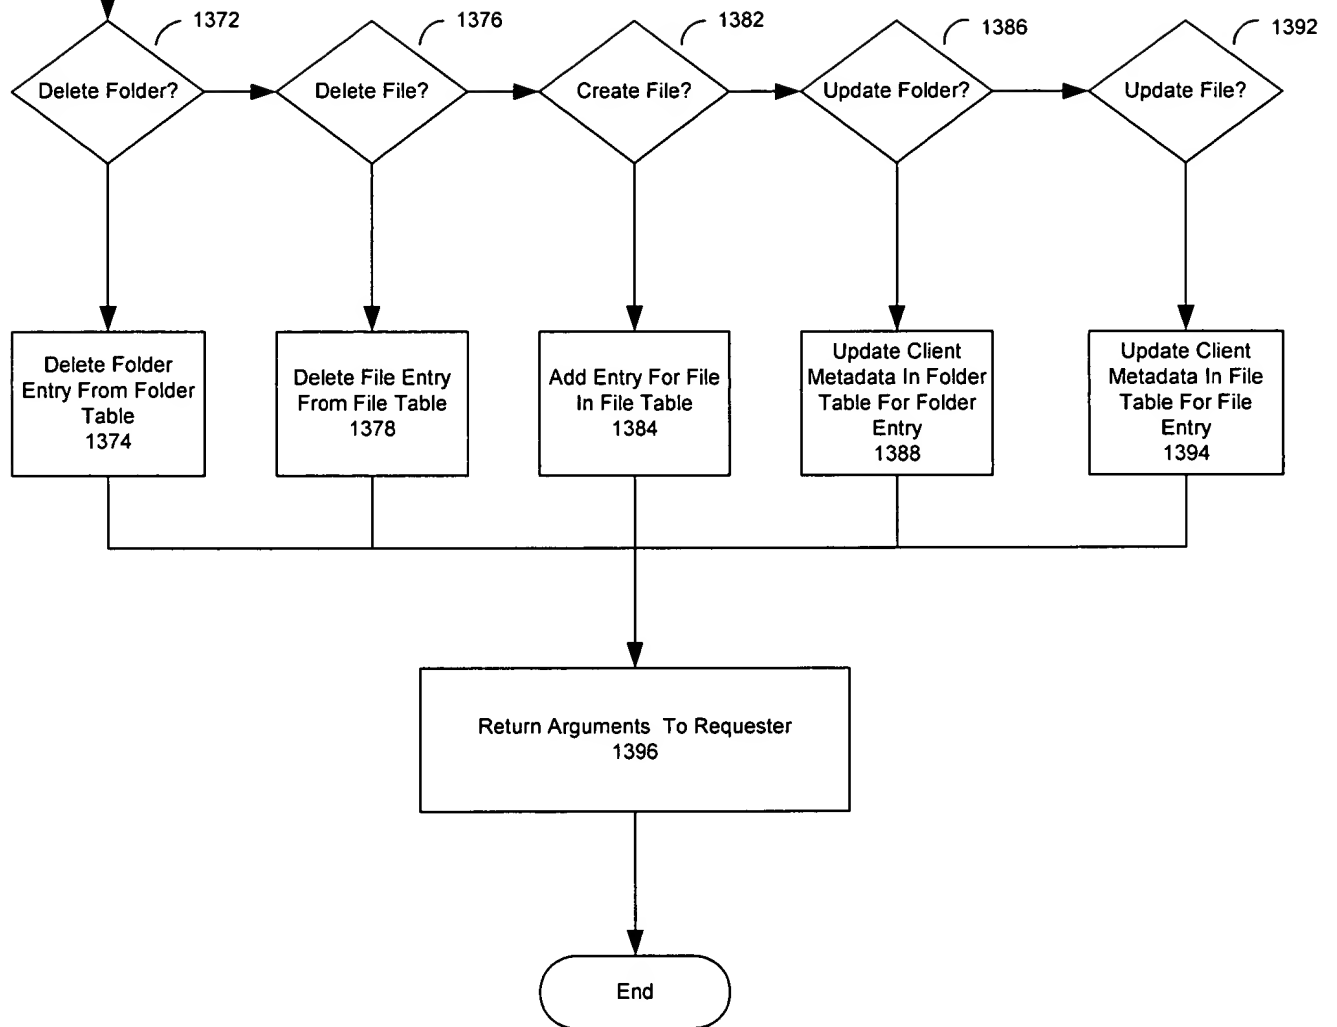 1372
1376
1382
1386
1392
Delete Folder?
Delete File?
Create File?
Update Folder?
Update File?
Delete Folder
Entry From Folder
Table
1374
Delete File Entry
From File Table
1378
Add Entry For File
In File Table
1384
Update Client
Metadata In Folder
Table For Folder
Entry
1388
Update Client
Metadata In File
Table For File
Entry
1394
Return Arguments To Requester
1396
End